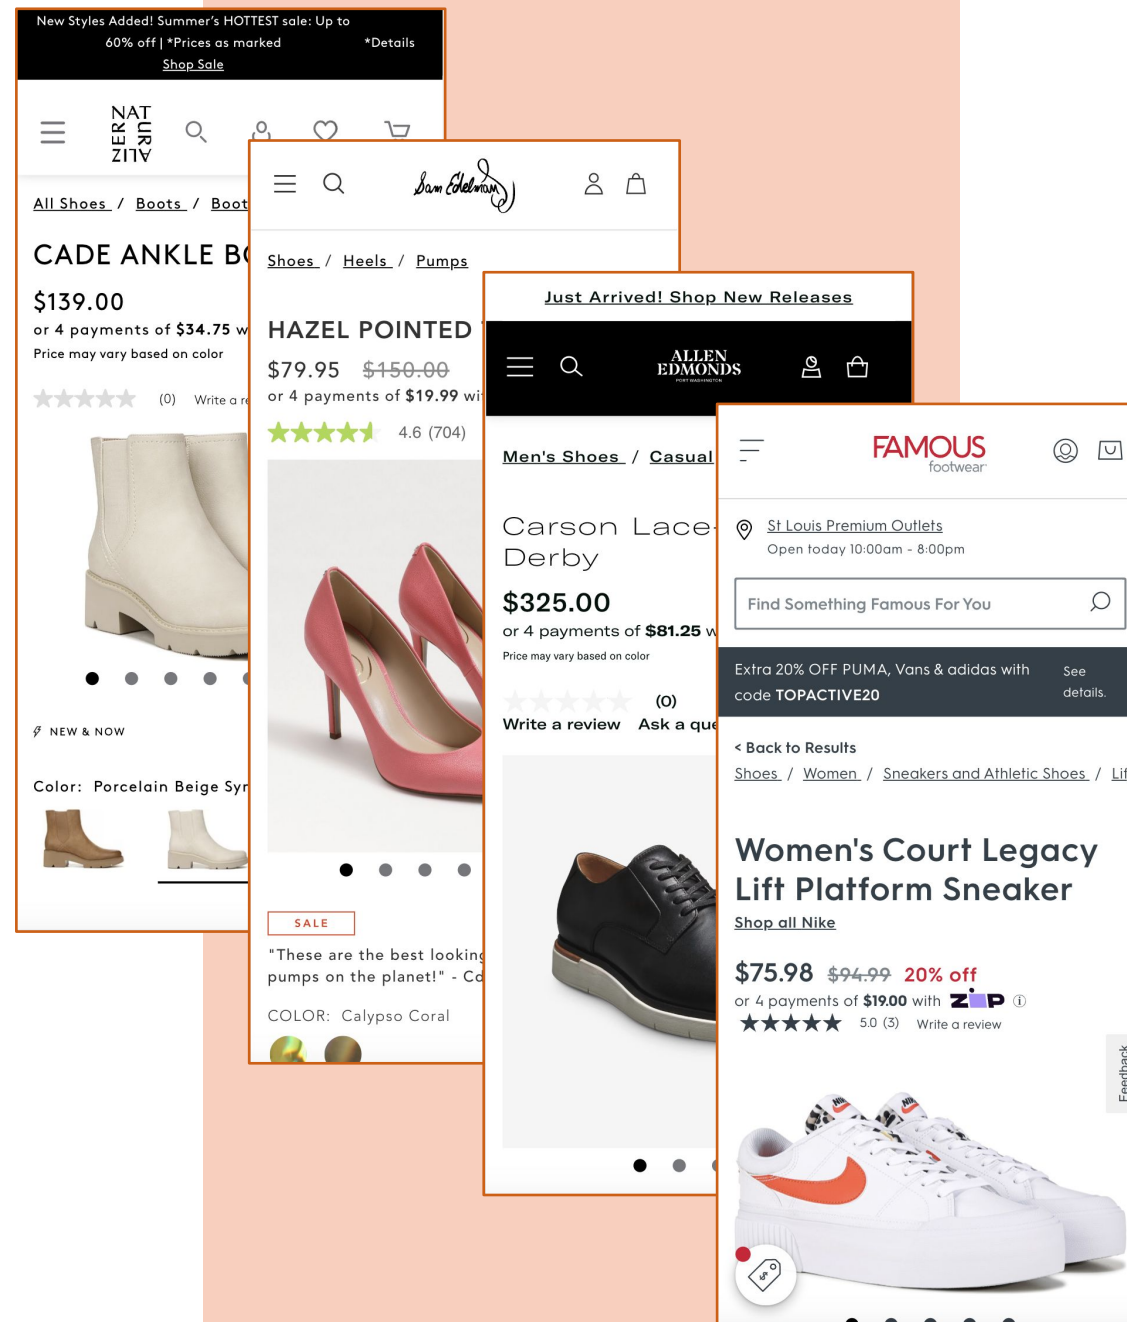 New Styles Added! Summer's HOTTEST sale: Up to
60% off | *Prices as marked
*Details
Shop Sale
NATURALIZER
All Shoes / Boots /
CADE ANKLE
$139.00
or 4 payments of $34.75
Price may vary based on color
(0) Write a
NEW & NOW
Color: Porcelain Beige
Sam Edelman
Shoes / Heels / Pumps
HAZEL POINTED
$79.95 $150.00
or 4 payments of $19.99
4.6 (704)
SALE
"These are the best looking
pumps on the planet!" -
COLOR: Calypso Coral
Just Arrived! Shop New Releases
ALLEN
EDMONDS
PORT WASHINGTON
Men's Shoes / Casual
Carson Lace-
Derby
$325.00
or 4 payments of $81.25
Price may vary based on color
(0)
Write a review Ask a
FAMOUS
footwear
St Louis Premium Outlets
Open today 10:00am - 8:00pm
Find Something Famous For You
Extra 20% OFF PUMA, Vans & adidas with
code TOPACTIVE20
See
details.
< Back to Results
Shoes / Women / Sneakers and Athletic Shoes /
Women's Court Legacy
Lift Platform Sneaker
Shop all Nike
$75.98 $94.99 20% off
or 4 payments of $19.00 with ZIP
5.0 (3) Write a review
Feedback
NIKE
NIKE